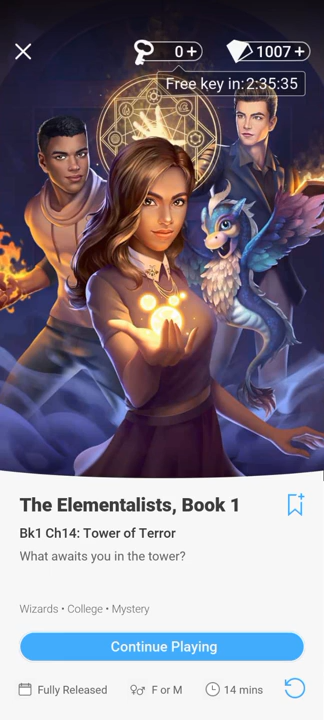 0 +
1007 +
Free key in:2:35:35
The Elementalists, Book 1
Bk1 Ch14: Tower of Terror
What awaits you in the tower?
Wizards • College • Mystery
Continue Playing
Fully Released
F or M
14 mins